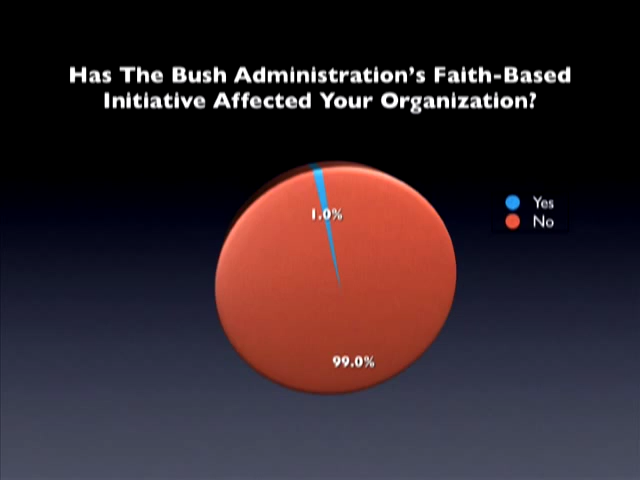 Has The Bush Administration's Faith-Based
Initiative Affected Your Organization?
Yes
No
1.0%
99.0%